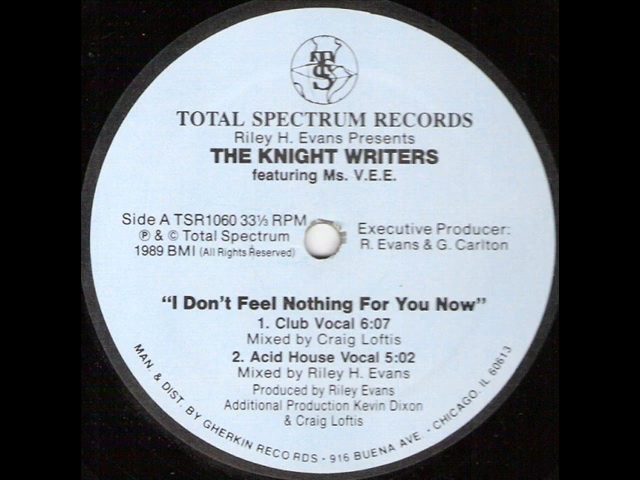 TS
TOTAL SPECTRUM RECORDS
Riley H. Evans Presents
THE KNIGHT WRITERS
featuring Ms. V.E.E.
Side A TSR1060 33⅓ RPM
℗ & © Total Spectrum
1989 BMI (All Rights Reserved)
Executive Producer:
R. Evans & G. Carlton
"I Don't Feel Nothing For You Now"
1. Club Vocal 6:07
Mixed by Craig Loftis
2. Acid House Vocal 5:02
Mixed by Riley H. Evans
Produced by Riley Evans
Additional Production Kevin Dixon
& Craig Loftis
MAN. & DIST. BY GHERKIN RECORDS - 916 BUENA AVE. - CHICAGO, IL 60613